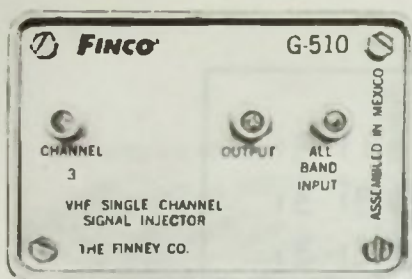 FINCO
G-510
CHANNEL
3
OUTPUT
ALL
BAND
INPUT
ASSEMBLED IN MEXICO
VHF SINGLE CHANNEL
SIGNAL INJECTOR
THE FINNEY CO.